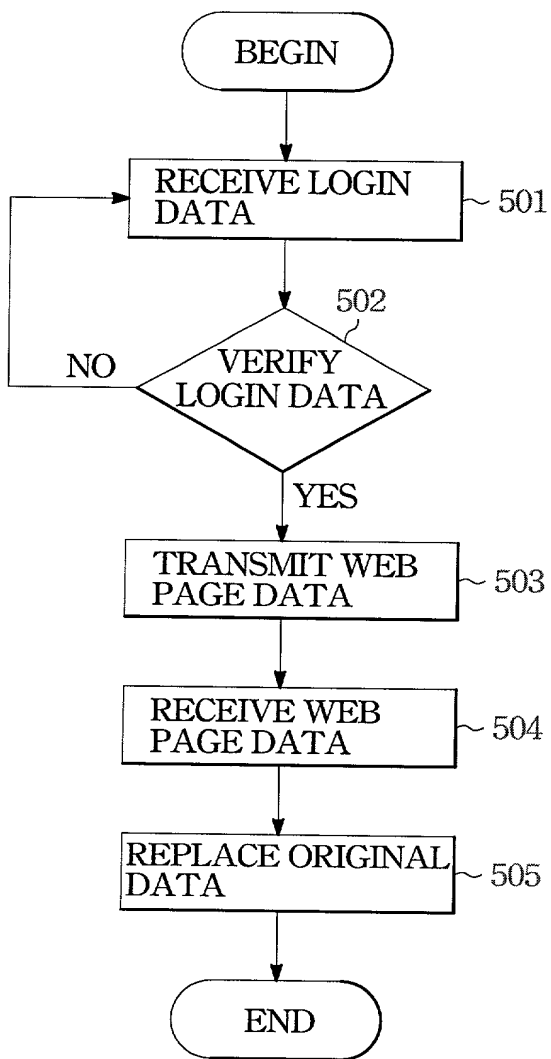 BEGIN
RECEIVE LOGIN
DATA
501
502
NO
VERIFY
LOGIN DATA
YES
TRANSMIT WEB
PAGE DATA
503
RECEIVE WEB
PAGE DATA
504
REPLACE ORIGINAL
DATA
505
END